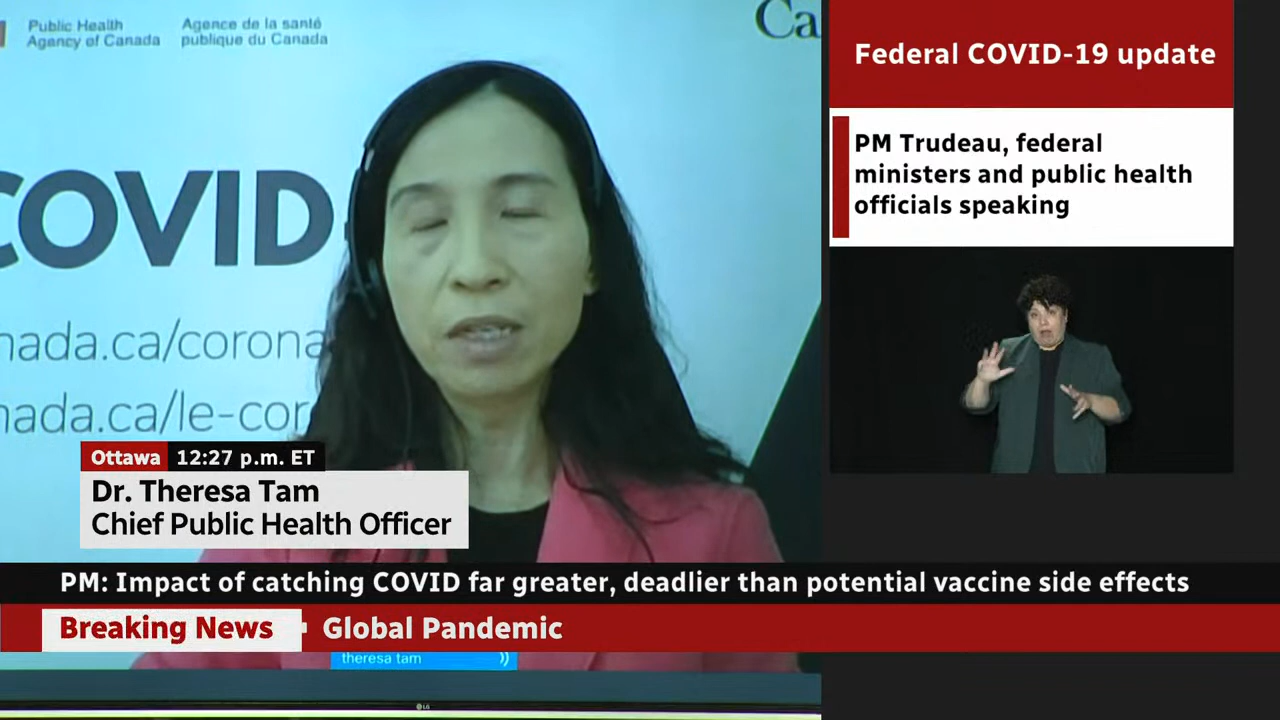 Public Health
Agency of Canada
Agence de la santé
publique du Canada
Ca
COVID-
nada.ca/corona
nada.ca/le-cor
Ottawa 12:27 p.m. ET
Dr. Theresa Tam
Chief Public Health Officer
Federal COVID-19 update
PM Trudeau, federal
ministers and public health
officials speaking
PM: Impact of catching COVID far greater, deadlier than potential vaccine side effects
Breaking News Global Pandemic
theresa tam
LG